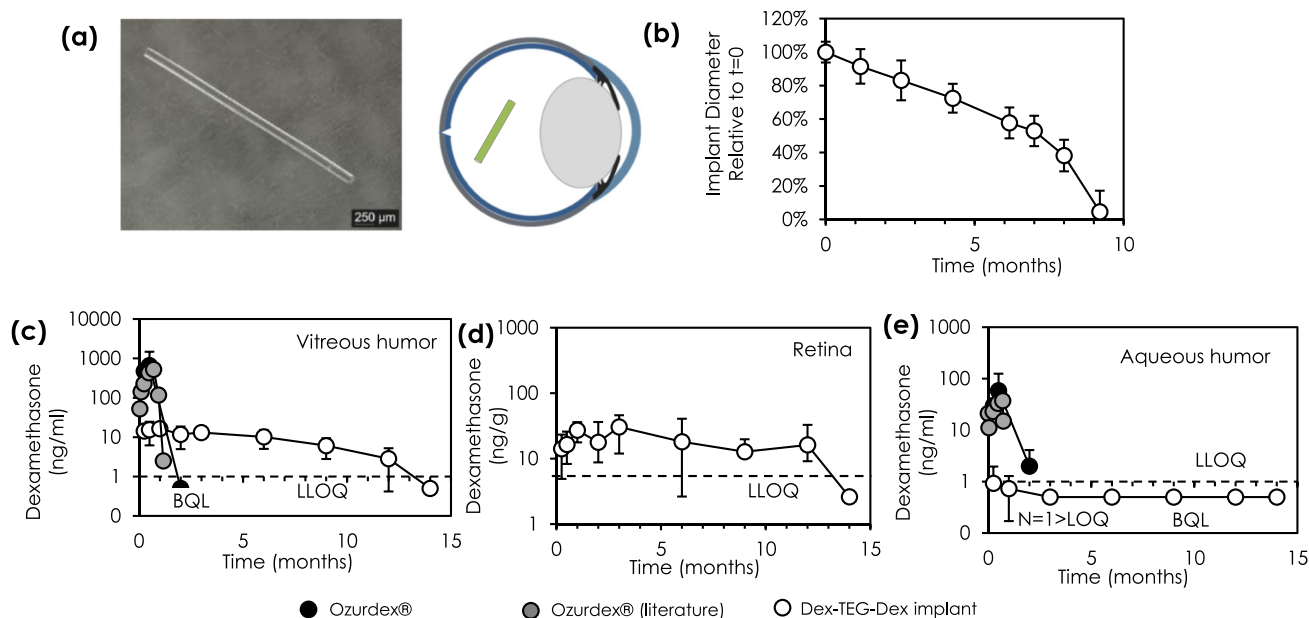 (a)
250 µm
(b)
Implant Diameter
Relative to t=0
120%
100%
80%
60%
40%
20%
0%
0
5
10
Time (months)
(c)
Dexamethasone
(ng/ml)
10000
1000
100
10
1
0
Vitreous humor
BQL
LLOQ
0
5
10
15
Time (months)
(d)
Dexamethasone
(ng/g)
1000
100
10
1
Retina
LLOQ
0
5
10
15
Time (months)
(e)
Dexamethasone
(ng/ml)
1000
100
10
1
0
Aqueous humor
LLOQ
N=1>LOQ
BQL
0
5
10
15
Time (months)
Ozurdex®
Ozurdex® (literature)
Dex-TEG-Dex implant